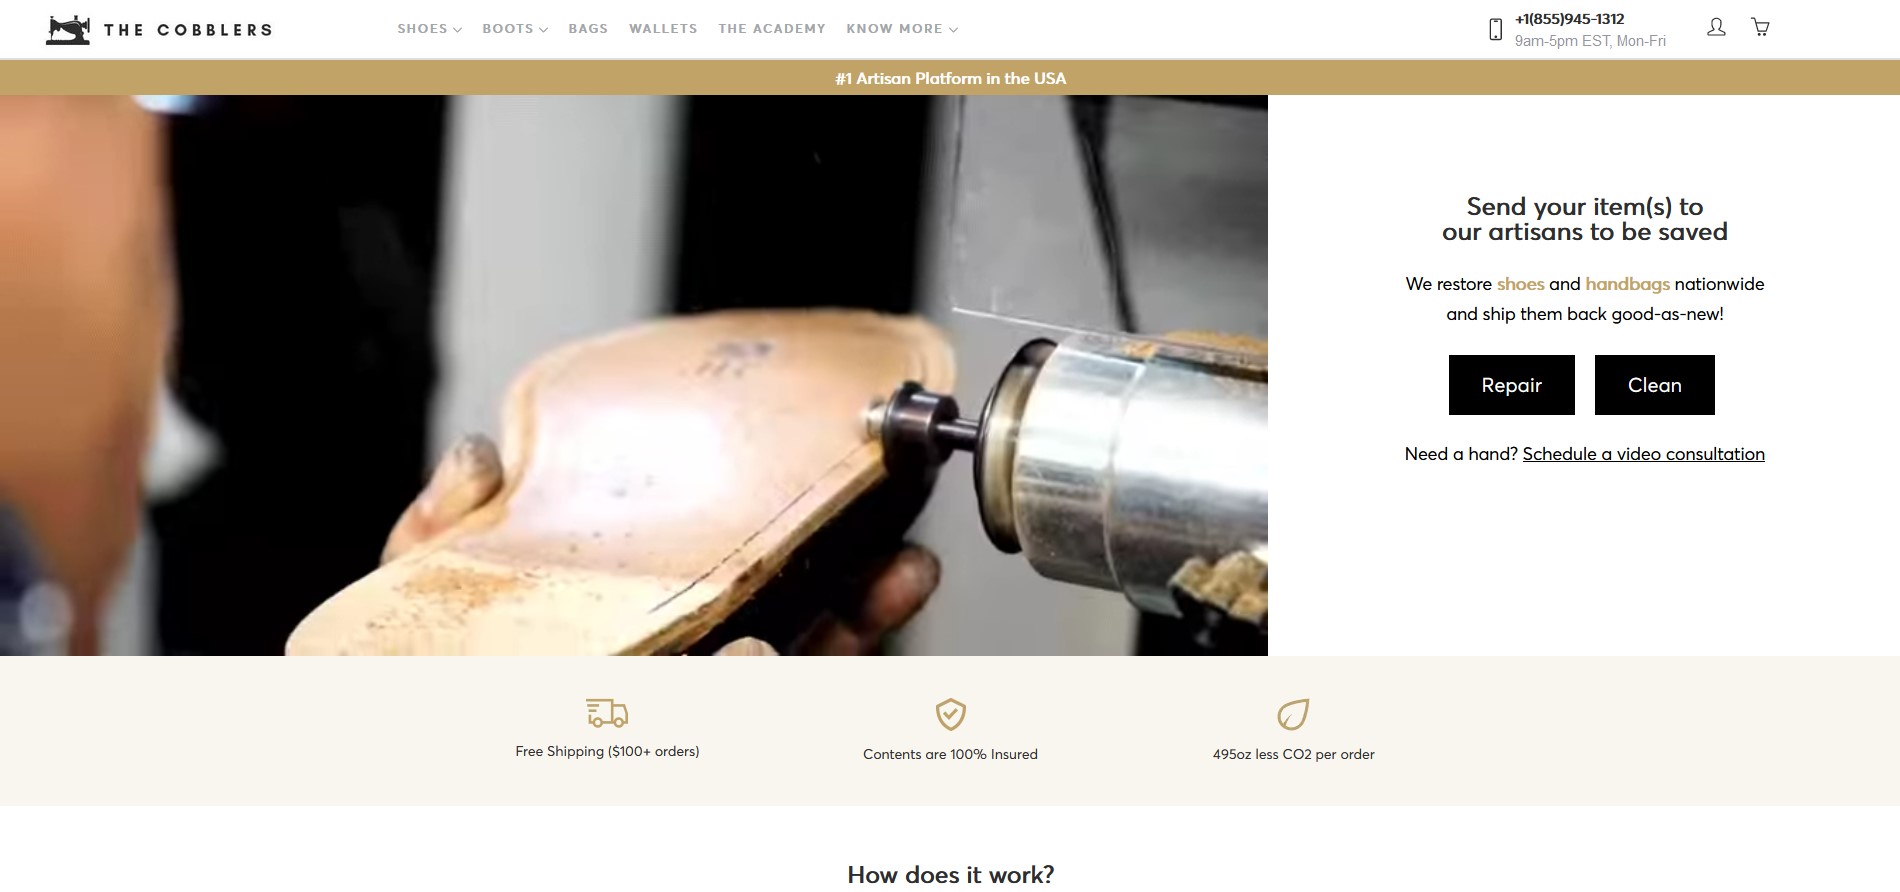 THE COBBLERS
SHOES BOOTS BAGS WALLETS THE ACADEMY KNOW MORE
+1(855)945-1312
9am-5pm EST, Mon-Fri
#1 Artisan Platform in the USA
Send your item(s) to
our artisans to be saved
We restore shoes and handbags nationwide
and ship them back good-as-new!
Repair Clean
Need a hand? Schedule a video consultation
Free Shipping ($100+ orders)
Contents are 100% Insured
495oz less CO2 per order
How does it work?